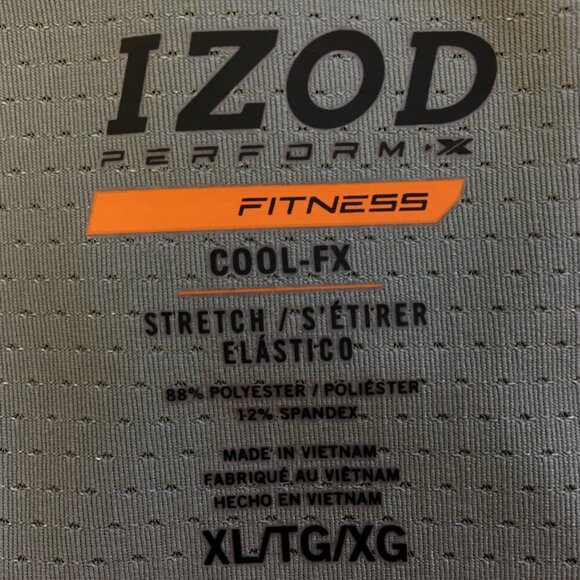 IZOD
PERFORM·X
FITNESS
COOL-FX
STRETCH / S'ÉTIRER
ELÁSTICO
88% POLYESTER / POLIÉSTER
12% SPANDEX
MADE IN VIETNAM
FABRIQUÉ AU VIÊTNAM
HECHO EN VIETNAM
XL/TG/XG